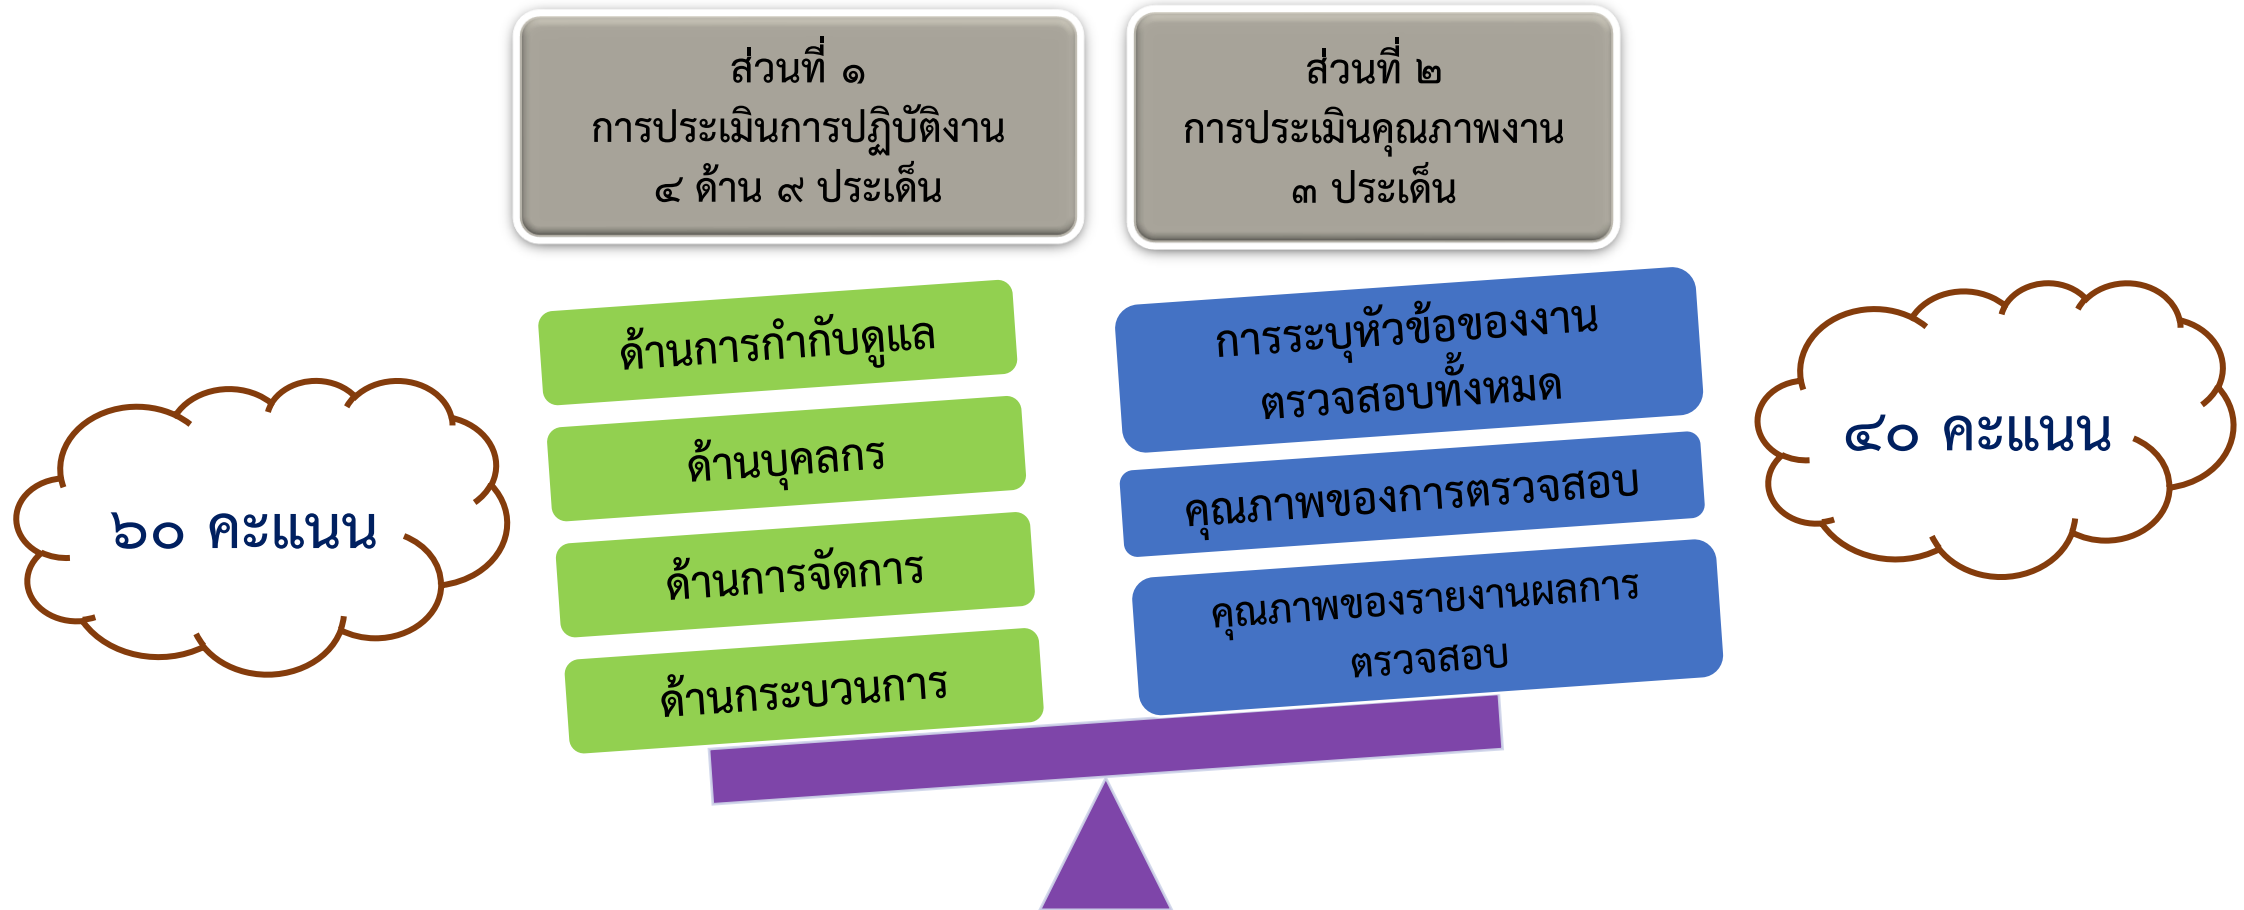 ส่วนที่ ๑
การประเมินการปฏิบัติงาน
๔ ด้าน ๙ ประเด็น
ส่วนที่ ๒
การประเมินคุณภาพงาน
๓ ประเด็น
๖๐ คะแนน
ด้านการกำกับดูแล
ด้านบุคลกร
ด้านการจัดการ
ด้านกระบวนการ
การระบุหัวข้อของงาน
ตรวจสอบทั้งหมด
คุณภาพของการตรวจสอบ
คุณภาพของรายงานผลการ
ตรวจสอบ
๔๐ คะแนน